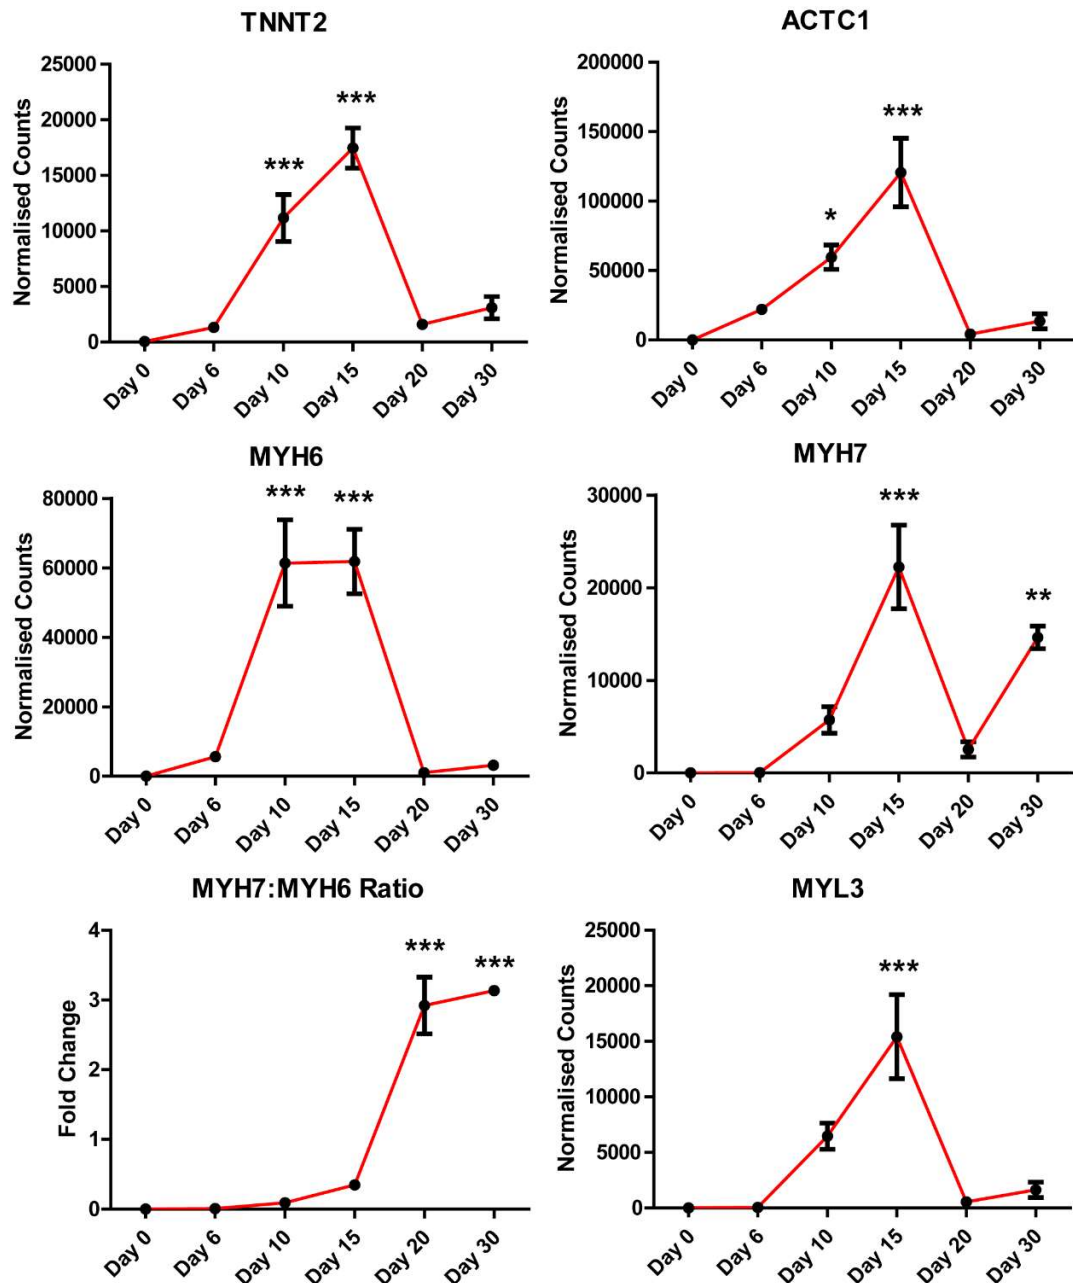 TNNT2
Normalised Counts
25000
20000
15000
10000
5000
0
***
***
Day 0
Day 6
Day 10
Day 15
Day 20
Day 30
ACTC1
Normalised Counts
200000
150000
100000
50000
0
*
***
Day 0
Day 6
Day 10
Day 15
Day 20
Day 30
MYH6
Normalised Counts
80000
60000
40000
20000
0
***
***
Day 0
Day 6
Day 10
Day 15
Day 20
Day 30
MYH7
Normalised Counts
30000
20000
10000
0
***
**
Day 0
Day 6
Day 10
Day 15
Day 20
Day 30
MYH7:MYH6 Ratio
Fold Change
4
3
2
1
0
***
***
Day 0
Day 6
Day 10
Day 15
Day 20
Day 30
MYL3
Normalised Counts
25000
20000
15000
10000
5000
0
***
Day 0
Day 6
Day 10
Day 15
Day 20
Day 30